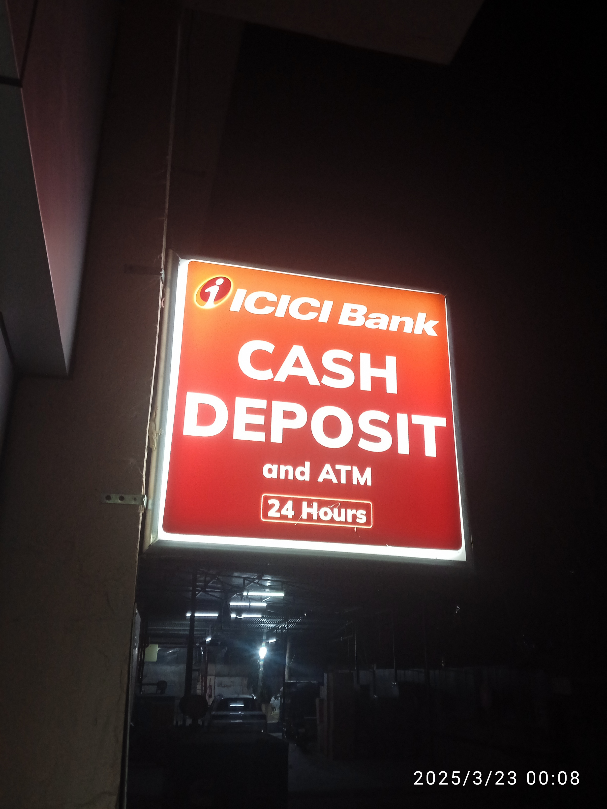 i ICICI Bank
CASH
DEPOSIT
and ATM
24 Hours
2025/3/23 00:08